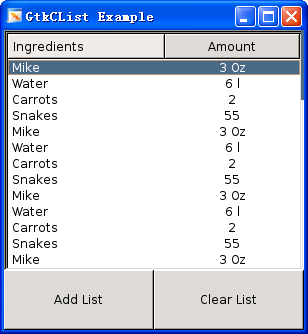 GtkCList Example
Ingredients Amount
Mike 3 Oz
Water 6 l
Carrots 2
Snakes 55
Mike 3 Oz
Water 6 l
Carrots 2
Snakes 55
Mike 3 Oz
Water 6 l
Carrots 2
Snakes 55
Mike 3 Oz
Add List Clear List